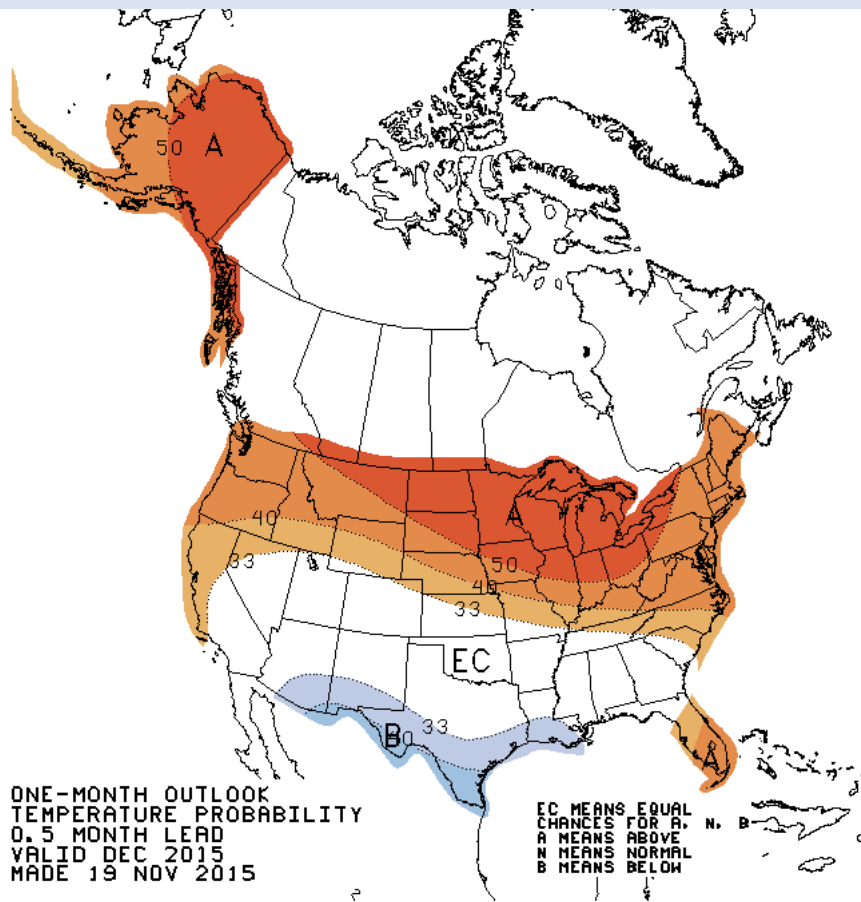 50 A
A
40
33
50
40
33
EC
33
B
A
ONE-MONTH OUTLOOK
TEMPERATURE PROBABILITY
0.5 MONTH LEAD
VALID DEC 2015
MADE 19 NOV 2015
EC MEANS EQUAL
CHANCES FOR A, N, B
A MEANS ABOVE
N MEANS NORMAL
B MEANS BELOW